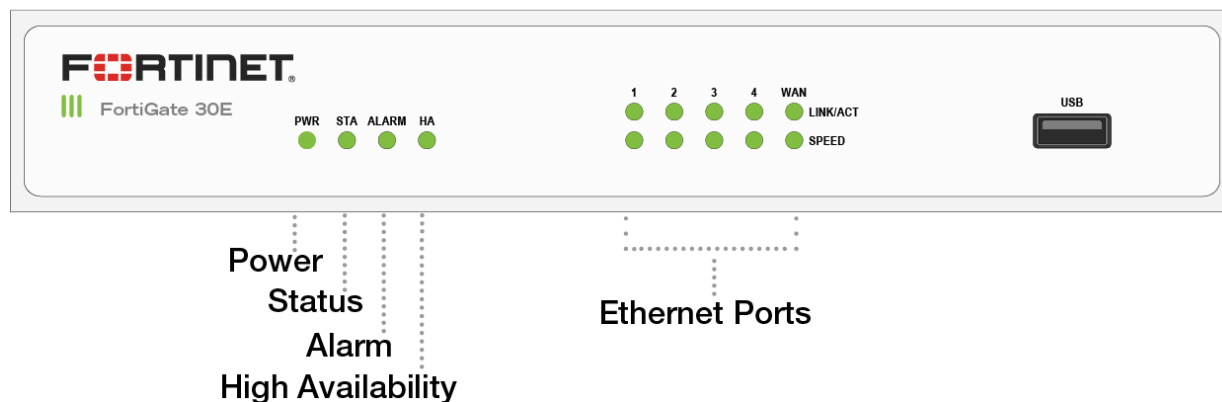 FORTINET®
FortiGate 30E
PWR STA ALARM HA
1 2 3 4 WAN
LINK/ACT
SPEED
USB
Power
Status
Alarm
High Availability
Ethernet Ports